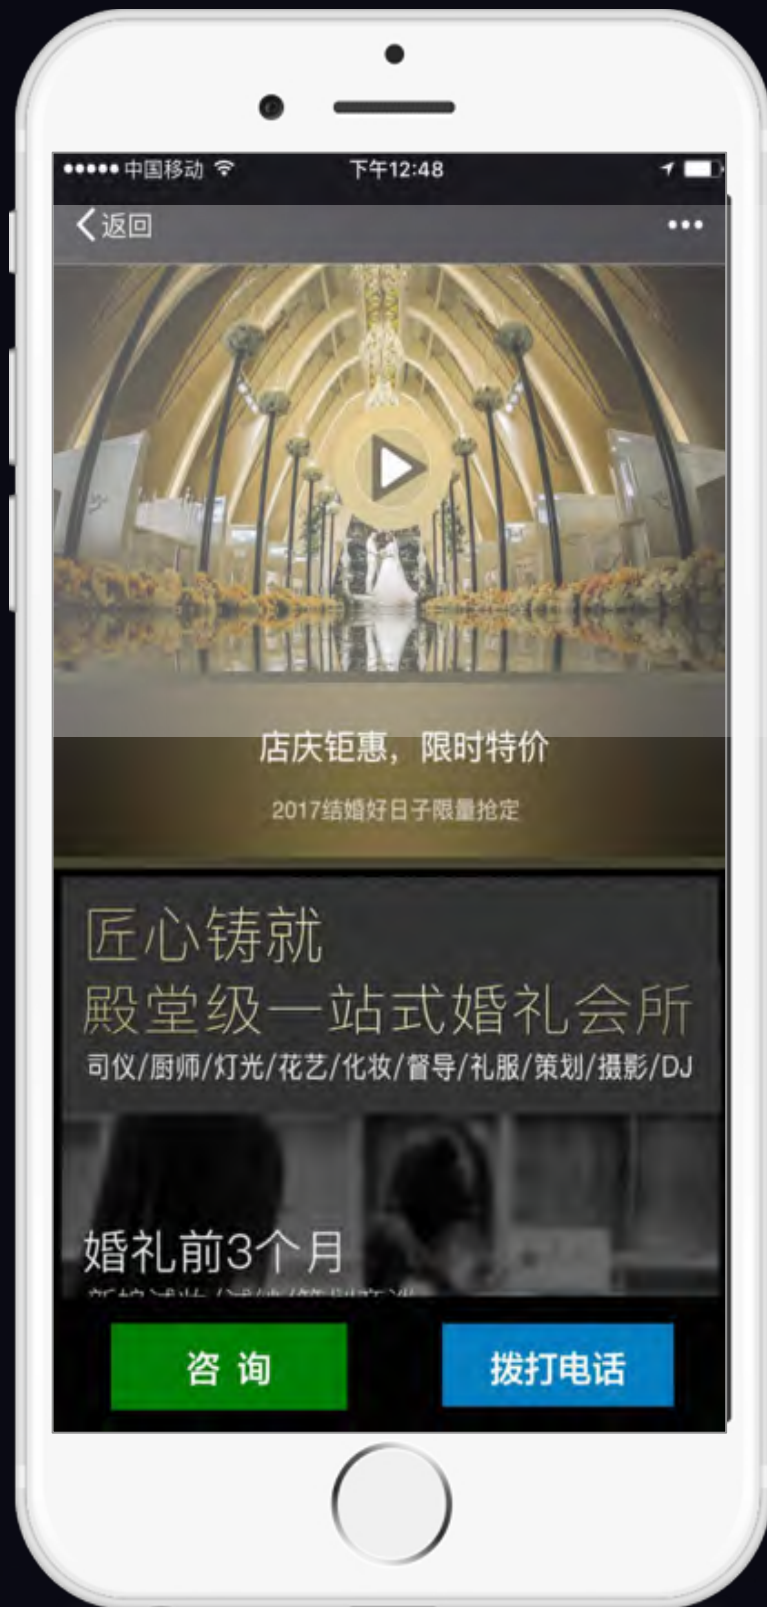 中国移动 下午12:48
返回
店庆钜惠，限时特价
2017结婚好日子限量抢定
匠心铸就
殿堂级一站式婚礼会所
司仪/厨师/灯光/花艺/化妆/督导/礼服/策划/摄影/DJ
婚礼前3个月
咨 询 拨打电话